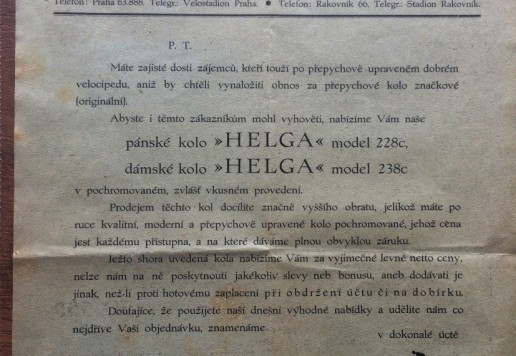 Telefon: Praha 63.888. Telegr.: Velostadion Praha. ● Telefon: Rakovník 66. Telegr.: Stadion Rakovník.
P. T.
Máte zajisté dosti zájemců, kteří touží po přepychově upraveném dobrém
velocipedu, aniž by chtěli vynaložiti obnos za přepychové kolo značkové
(originální).
Abyste i těmto zákazníkům mohl vyhověti, nabízíme Vám naše
pánské kolo »HELGA« model 228c,
dámské kolo »HELGA« model 238c
v pochromovaném, zvlášť vkusném provedení.
Prodejem těchto kol docílíte značně vyššího obratu, jelikož máte po
ruce kvalitní, moderní a přepychově upravené kolo pochromované, jehož cena
jest každému přístupna, a na které dáváme plnou obvyklou záruku.
Ježto shora uvedená kola nabízíme Vám za vyjímečně levné netto ceny,
nelze nám na ně poskytnouti jakékoliv slevy neb bonusu, aneb dodávati je
jinak, než-li proti hotovému zaplacení při obdržení účtu či na dobírku.
Doufajíce, že použijete naší dnešní výhodné nabídky a udělíte nám co
nejdříve Vaši objednávku, znamenáme
v dokonalé úctě